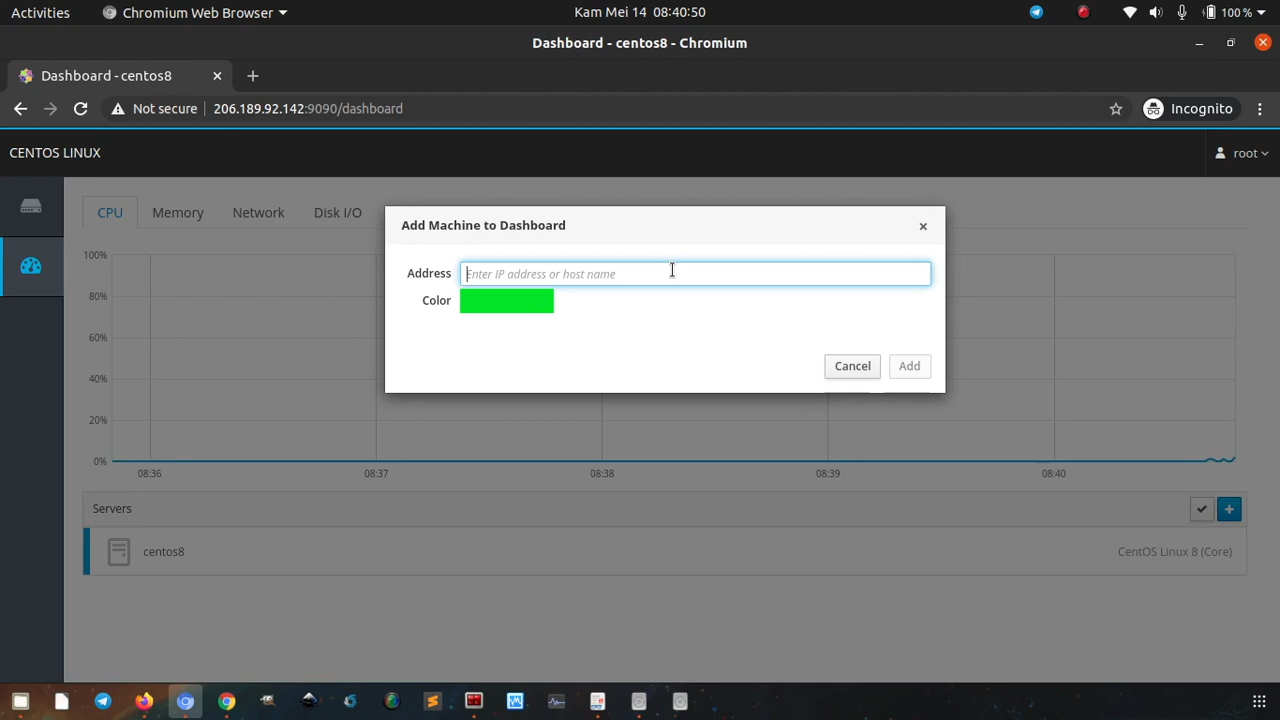 Activities
Chromium Web Browser
Kam Mei 14 08:40:50
100 %
Dashboard - centos8 - Chromium
Dashboard - centos8
Not secure
206.189.92.142:9090/dashboard
Incognito
CENTOS LINUX
root
CPU
Memory
Network
Disk I/O
Add Machine to Dashboard
Address
Enter IP address or host name
Color
Cancel
Add
100%
80%
60%
40%
20%
0%
08:36
08:37
08:38
08:39
08:40
Servers
centos8
CentOS Linux 8 (Core)